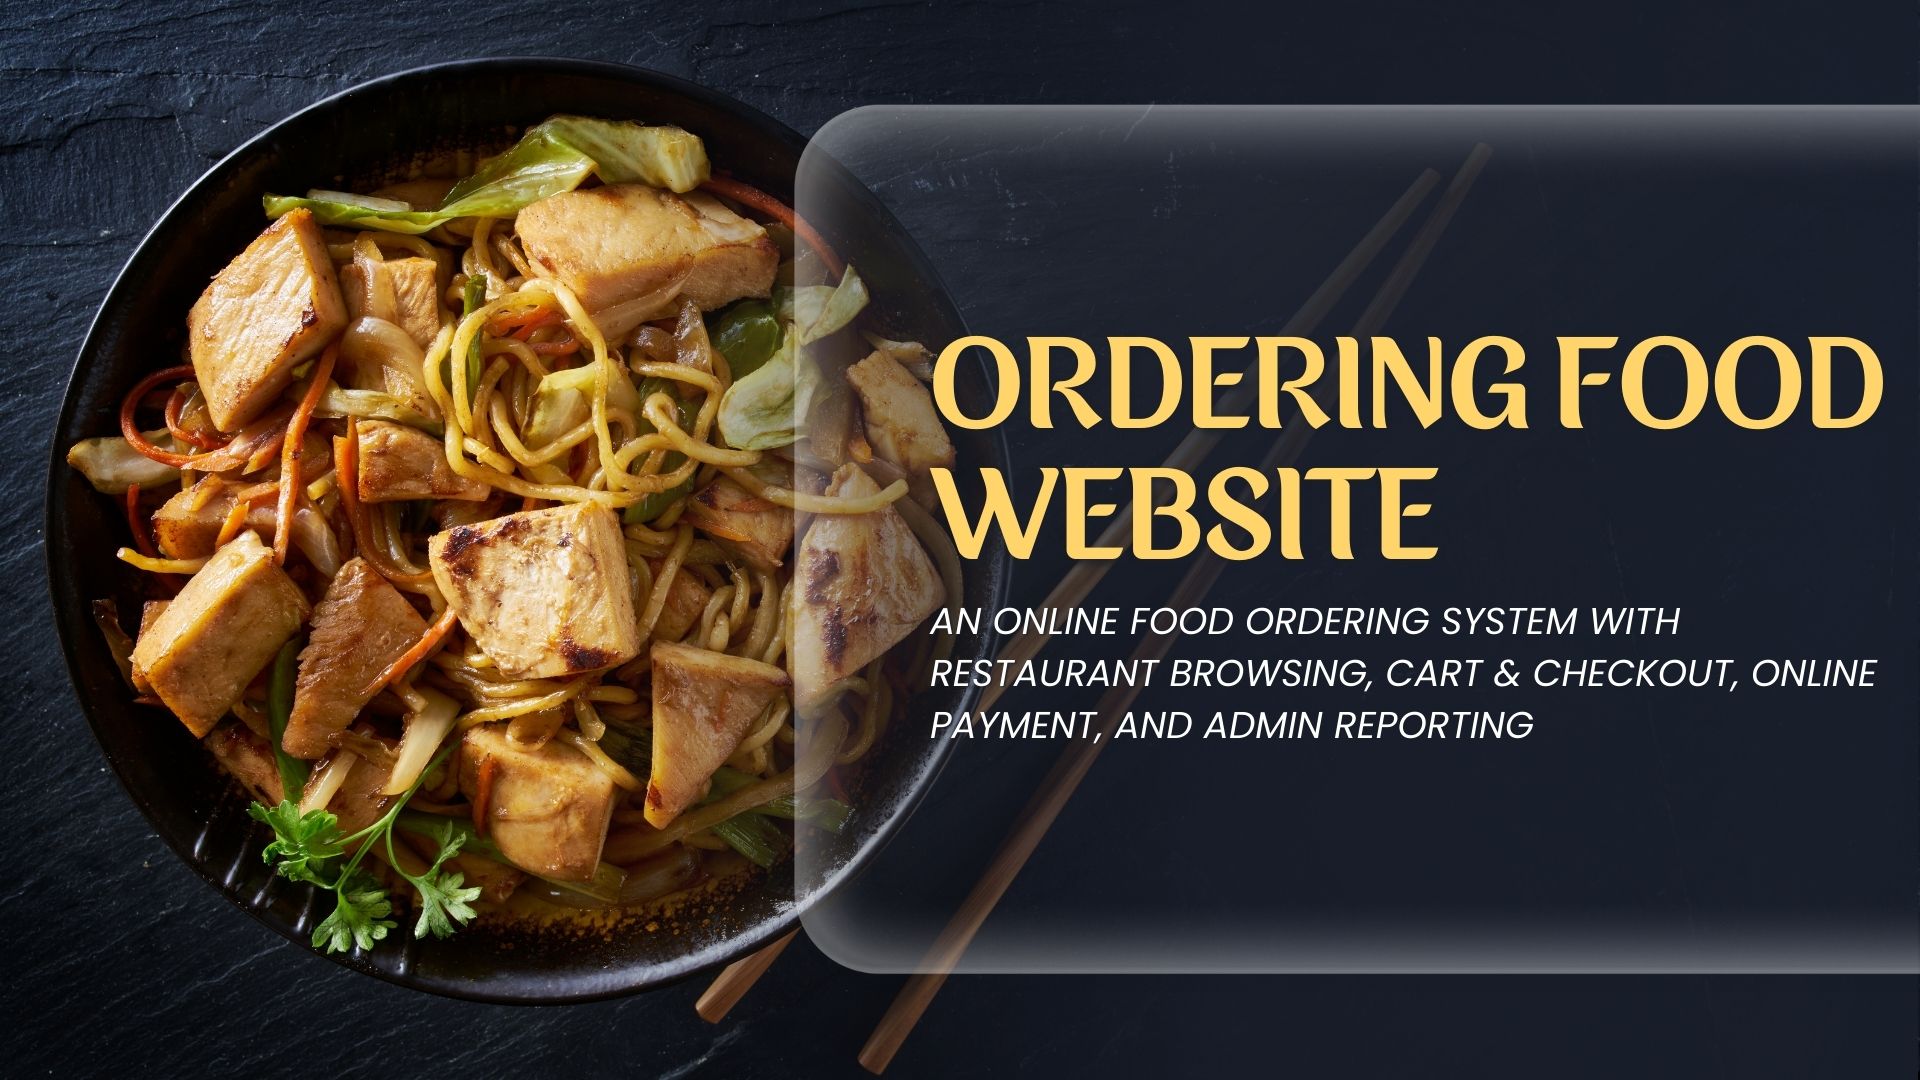 ORDERING FOOD
WEBSITE
AN ONLINE FOOD ORDERING SYSTEM WITH
RESTAURANT BROWSING, CART & CHECKOUT, ONLINE
PAYMENT, AND ADMIN REPORTING